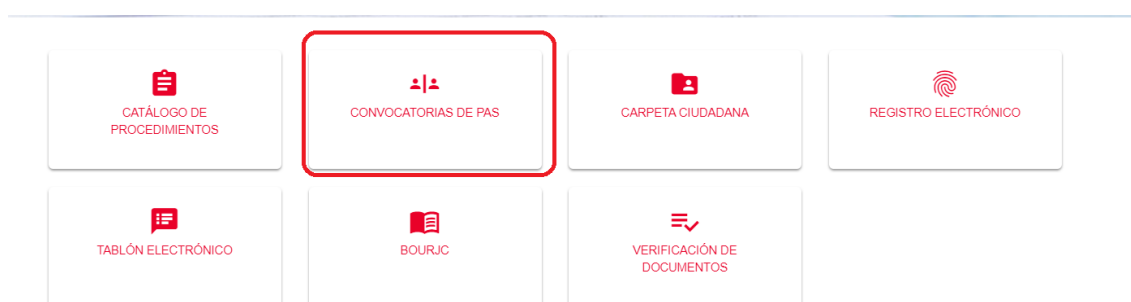 CATÁLOGO DE
PROCEDIMIENTOS
CONVOCATORIAS DE PAS
CARPETA CIUDADANA
REGISTRO ELECTRÓNICO
TABLÓN ELECTRÓNICO
BOURJC
VERIFICACIÓN DE
DOCUMENTOS